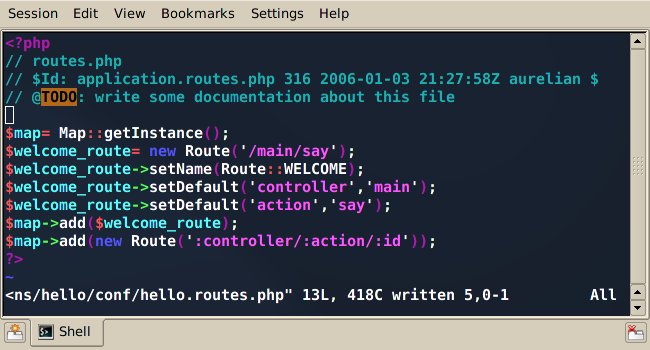 Session Edit View Bookmarks Settings Help
<?php
// routes.php
// $Id: application.routes.php 316 2006-01-03 21:27:58Z aurelian $
// @TODO: write some documentation about this file
$map= Map::getInstance();
$welcome_route= new Route('/main/say');
$welcome_route->setName(Route::WELCOME);
$welcome_route->setDefault('controller','main');
$welcome_route->setDefault('action','say');
$map->add($welcome_route);
$map->add(new Route(':controller/:action/:id'));
?>
~
<ns/hello/conf/hello.routes.php" 13L, 418C written 5,0-1 All
Shell